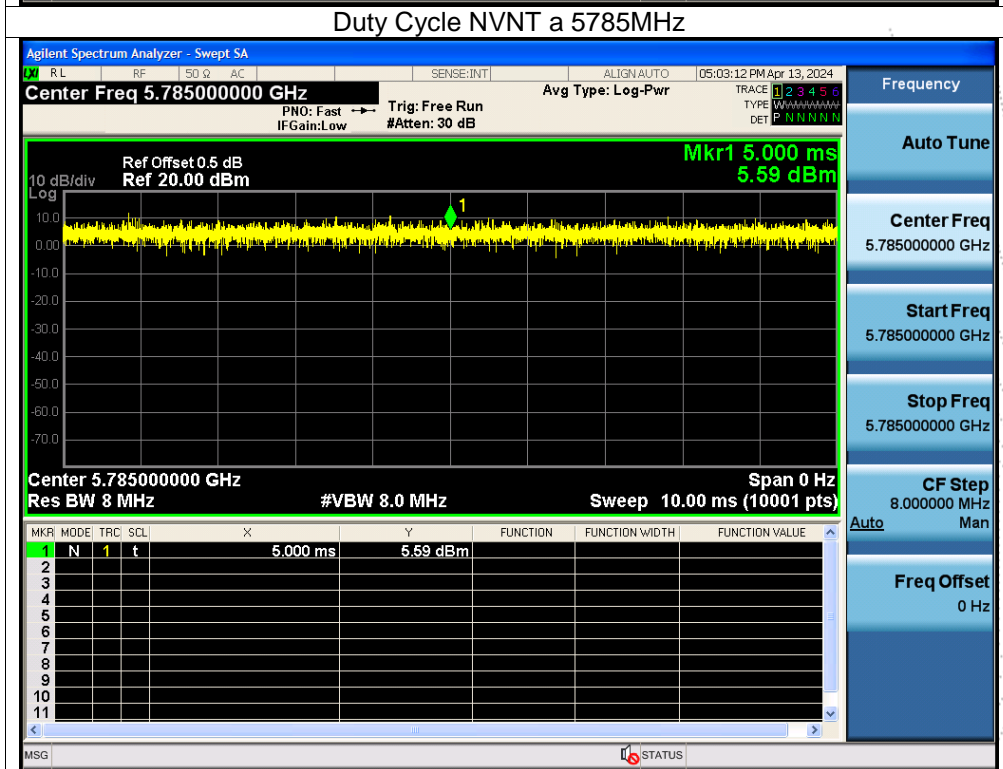 Duty Cycle NVNT a 5785MHz
Agilent Spectrum Analyzer - Swept SA
LXI RL RF 50 Ω AC SENSE:INT ALIGN AUTO 05:03:12 PM Apr 13, 2024
Center Freq 5.785000000 GHz Avg Type: Log-Pwr TRACE 1 2 3 4 5 6
PNO: Fast Trig: Free Run TYPE WWWWWW
IFGain:Low #Atten: 30 dB DET P N N N N N
Mkr1 5.000 ms
5.59 dBm
Ref Offset 0.5 dB
10 dB/div Ref 20.00 dBm
Log
1
10.0
0.00
-10.0
-20.0
-30.0
-40.0
-50.0
-60.0
-70.0
Center 5.785000000 GHz Span 0 Hz
Res BW 8 MHz #VBW 8.0 MHz Sweep 10.00 ms (10001 pts)
MKR MODE TRC SCL X Y FUNCTION FUNCTION WIDTH FUNCTION VALUE
1 N 1 t 5.000 ms 5.59 dBm
2
3
4
5
6
7
8
9
10
11
MSG STATUS
Frequency
Auto Tune
Center Freq
5.785000000 GHz
Start Freq
5.785000000 GHz
Stop Freq
5.785000000 GHz
CF Step
8.000000 MHz
Auto Man
Freq Offset
0 Hz